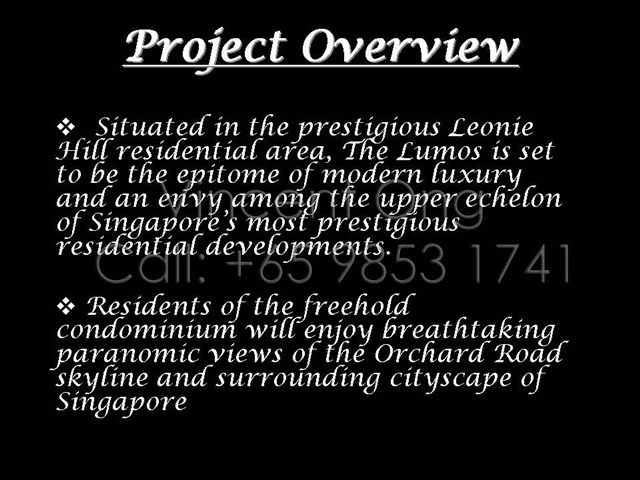 Project Overview
❖ Situated in the prestigious Leonie
Hill residential area, The Lumos is set
to be the epitome of modern luxury
and an envy among the upper echelon
of Singapore's most prestigious
residential developments.
Vincent Ong
Call: +65 9853 1741
❖ Residents of the freehold
condominium will enjoy breathtaking
paranomic views of the Orchard Road
skyline and surrounding cityscape of
Singapore